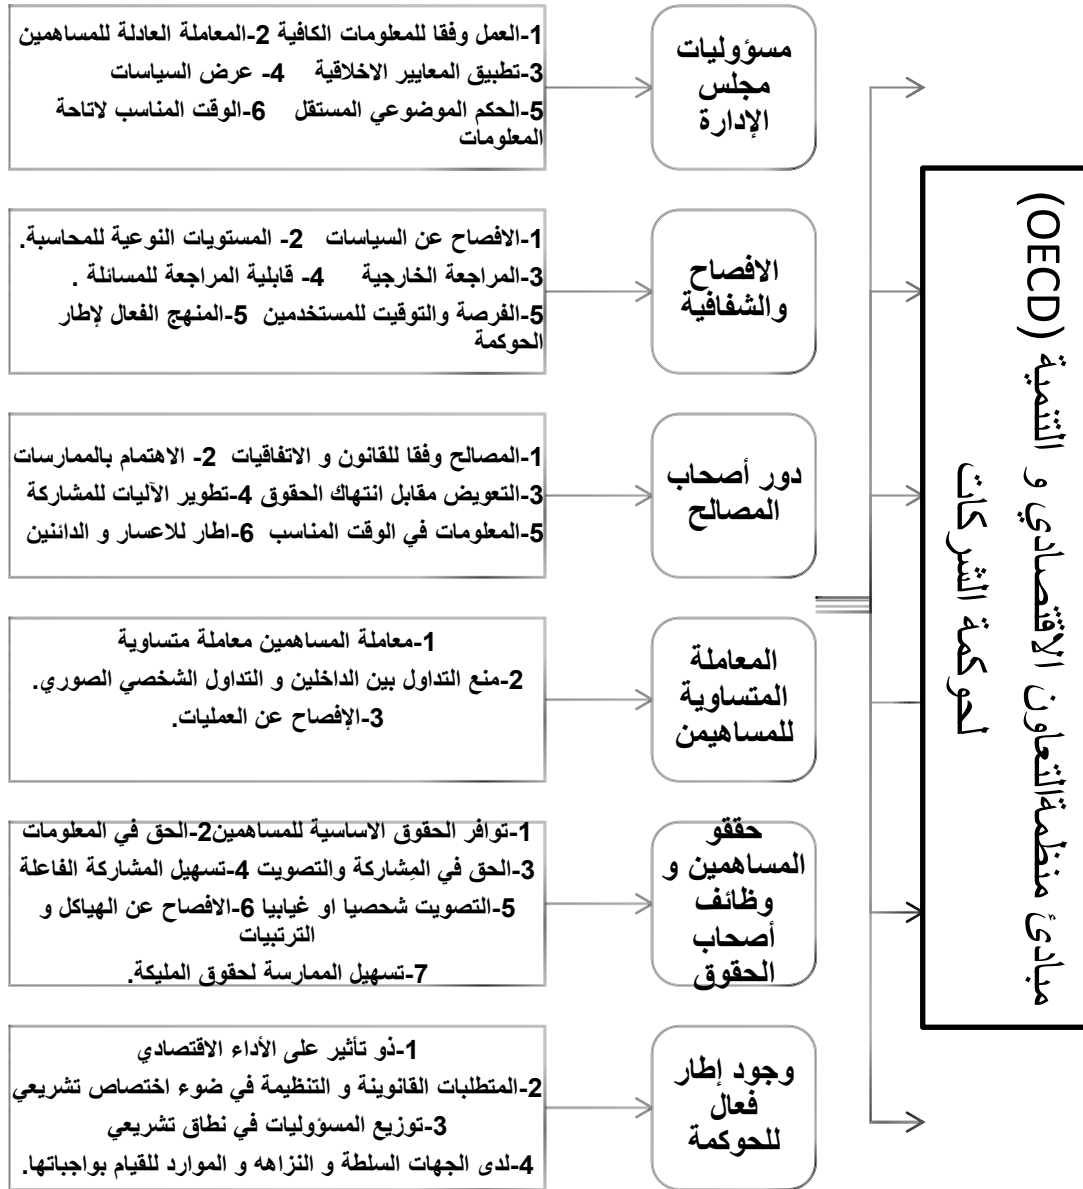 مبادئ منظمةالتعاون الاقتصادي و التنمية (OECD)
لحوكمة الشركات
مسؤوليات
مجلس
الإدارة
1-العمل وفقا للمعلومات الكافية 2-المعاملة العادلة للمساهمين
3-تطبيق المعايير الاخلاقية 4- عرض السياسات
5-الحكم الموضوعي المستقل 6-الوقت المناسب لاتاحة
المعلومات
الافصاح
والشفافية
1-الافصاح عن السياسات 2- المستويات النوعية للمحاسبة.
3-المراجعة الخارجية 4- قابلية المراجعة للمسائلة .
5-الفرصة والتوقيت للمستخدمين 5-المنهج الفعال لإطار
الحوكمة
دور أصحاب
المصالح
1-المصالح وفقا للقانون و الاتفاقيات 2- الاهتمام بالممارسات
3-التعويض مقابل انتهاك الحقوق 4-تطوير الآليات للمشاركة
5-المعلومات في الوقت المناسب 6-اطار للاعسار و الدائنين
المعاملة
المتساوية
للمساهيمن
1-معاملة المساهمين معاملة متساوية
2-منع التداول بين الداخلين و التداول الشخصي الصوري.
3-الإفصاح عن العمليات.
حققو
المساهمين و
وظائف
أصحاب
الحقوق
1-توافر الحقوق الاساسية للمساهمين2-الحق في المعلومات
3-الحق في المِشاركة والتصويت 4-تسهيل المشاركة الفاعلة
5-التصويت شخصيا او غيابيا 6-الافصاح عن الهياكل و
الترتبيات
7-تسهيل الممارسة لحقوق المليكة.
وجود إطار
فعال
للحوكمة
1-ذو تأثير على الأداء الاقتصادي
2-المتطلبات القانوينة و التنظيمة في ضوء اختصاص تشريعي
3-توزيع المسؤوليات في نطاق تشريعي
4-لدى الجهات السلطة و النزاهه و الموارد للقيام بواجباتها.